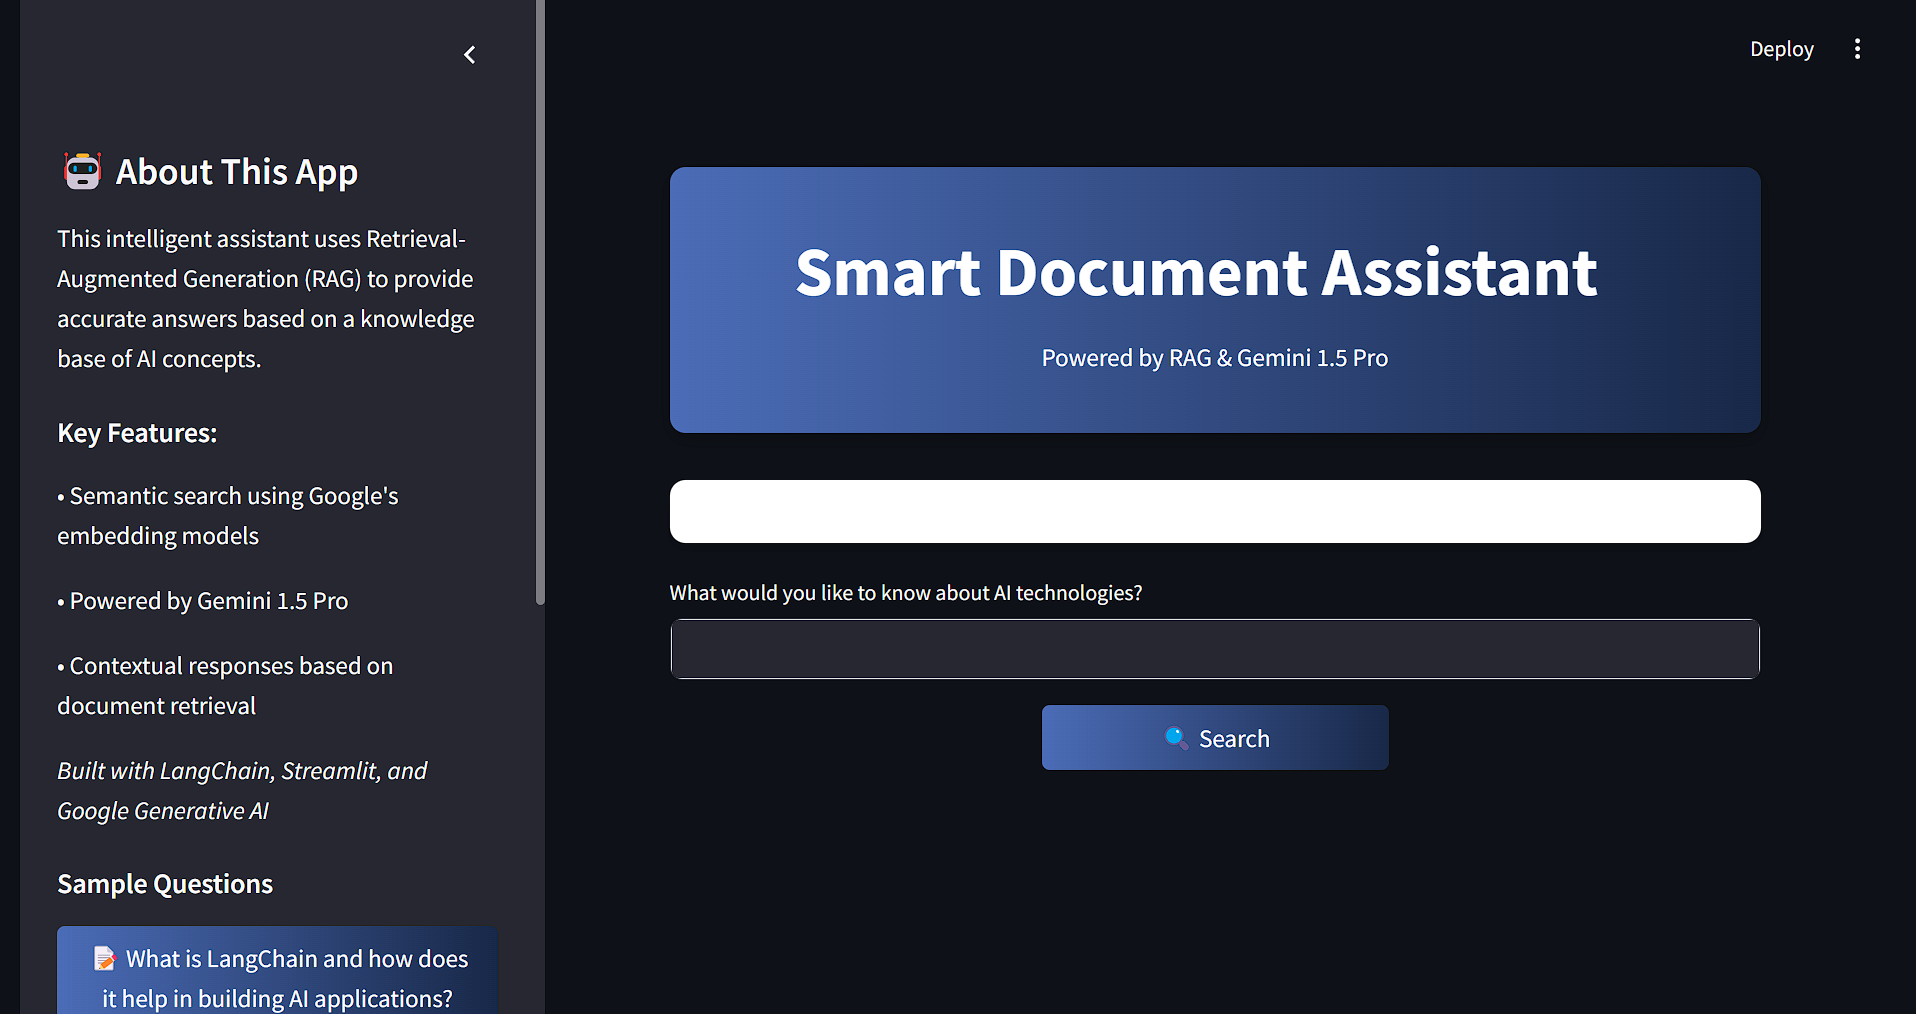 Deploy
About This App
This intelligent assistant uses Retrieval-
Augmented Generation (RAG) to provide
accurate answers based on a knowledge
base of AI concepts.
Key Features:
• Semantic search using Google's
embedding models
• Powered by Gemini 1.5 Pro
• Contextual responses based on
document retrieval
Built with LangChain, Streamlit, and
Google Generative AI
Sample Questions
What is LangChain and how does
it help in building AI applications?
Smart Document Assistant
Powered by RAG & Gemini 1.5 Pro
What would you like to know about AI technologies?
Search